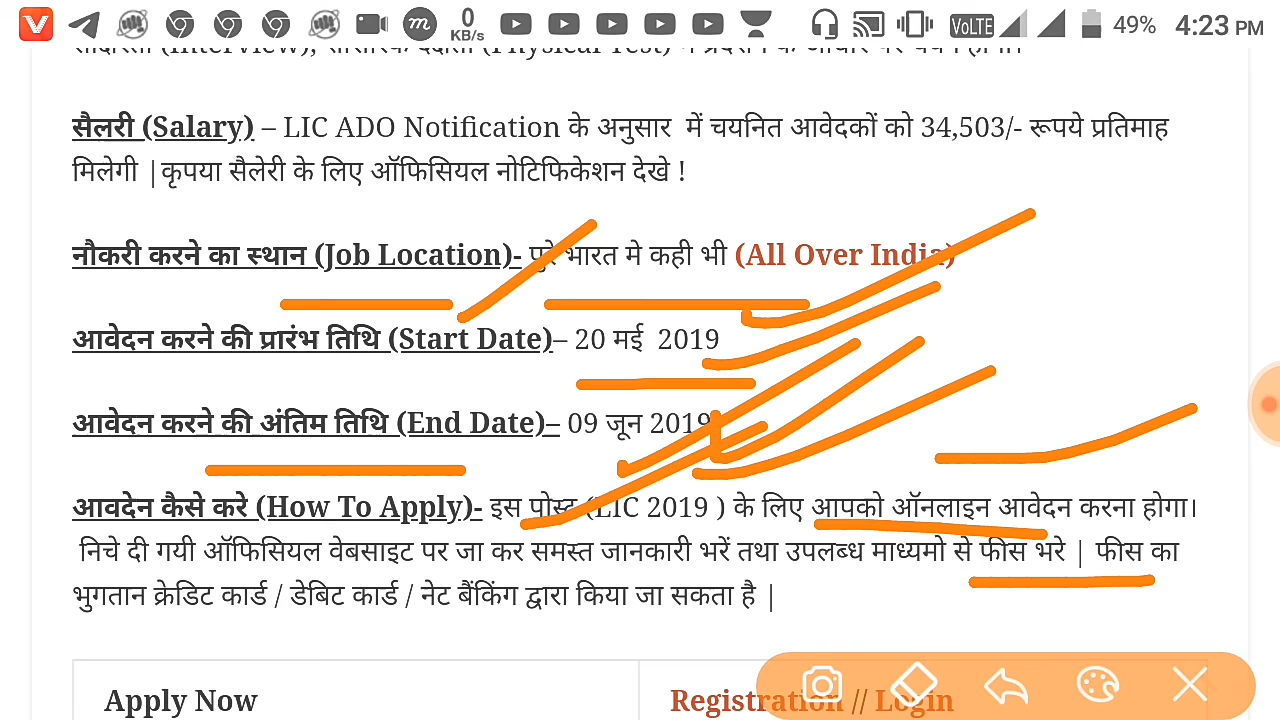 0 KB/s VoLTE 49% 4:23 PM
सैलरी (Salary) – LIC ADO Notification के अनुसार में चयनित आवेदकों को 34,503/- रूपये प्रतिमाह
मिलेगी |कृपया सैलेरी के लिए ऑफिसियल नोटिफिकेशन देखे !
नौकरी करने का स्थान (Job Location)- पुरे भारत मे कही भी (All Over India)
आवेदन करने की प्रारंभ तिथि (Start Date)– 20 मई 2019
आवेदन करने की अंतिम तिथि (End Date)– 09 जून 2019
आवदेन कैसे करे (How To Apply)- इस पोस्ट (LIC 2019 ) के लिए आपको ऑनलाइन आवेदन करना होगा।
निचे दी गयी ऑफिसियल वेबसाइट पर जा कर समस्त जानकारी भरें तथा उपलब्ध माध्यमो से फीस भरे | फीस का
भुगतान क्रेडिट कार्ड / डेबिट कार्ड / नेट बैंकिंग द्वारा किया जा सकता है |
Apply Now Registration // Login